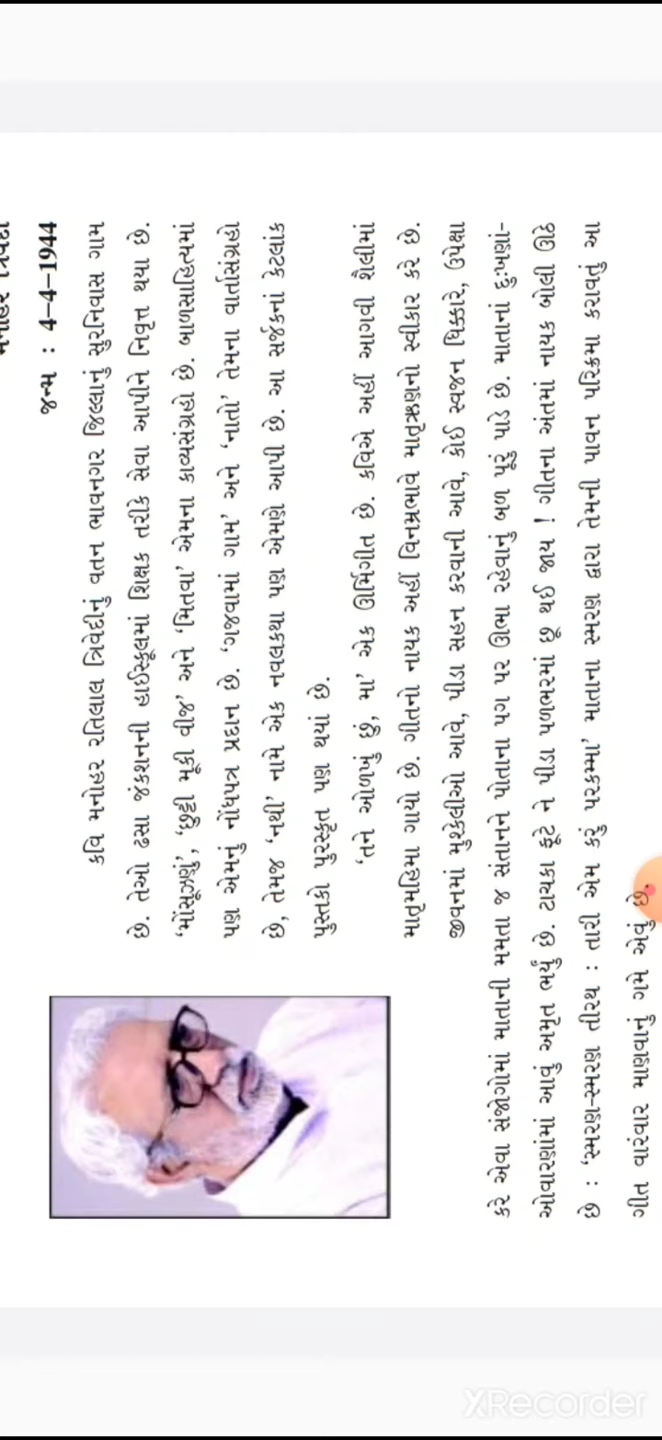 જન્મ : 4-4-1944
કવિ મનોહર રતિલાલ ત્રિવેદીનું વતન ભાવનગર જિલ્લાનું સુરનિવાસ ગામ
છે. તેઓ ઢસા જંકશનની હાઈસ્કૂલમાં શિક્ષક તરીકે સેવા આપીને નિવૃત્ત થયા છે.
‘મોંસૂઝણું’, ‘છુટ્ટી મૂકી વીજ’ અને ‘મિતવા’ એમના કાવ્યસંગ્રહો છે. બાળસાહિત્યમાં
પણ એમનું નોંધપાત્ર પ્રદાન છે. ‘ગજવામાં ગામ’ અને ‘નાતો’ તેમના વાર્તાસંગ્રહો
છે, તેમજ ‘નથી’ નામે એક નવલકથા પણ એમણે આપી છે. આ સર્જકનાં કેટલાંક
પુસ્તકો પુરસ્કૃત પણ થયાં છે.
‘તને ઓળખું છું, મા’ એક ઊર્મિગીત છે. કવિએ અહીં આગવી શૈલીમાં
માતૃમહિમા ગાયો છે. ગીતનો નાયક અહીં વિનમ્રભાવે માતૃઋણનો સ્વીકાર કરે છે.
જીવનમાં મુશ્કેલીઓ આવે, પીડા સહન કરવાની આવે, કોઈ સ્વજન ધિક્કારે, ઉપેક્ષા
કરે એવા સંજોગોમાં માતાની મમતા જ સંતાનને પોતાના પગ પર ઊભા રહેવાનું બળ પૂરું પાડે છે. માતાનાં દુઃખણા-
ઓવારણાંમાં આવું અમૃત ભર્યું છે. ટાચકા ફૂટે ને પીડા પળભરમાં છૂ થઈ જાય ! ગીતના અંતમાં નાયક બોલી ઊઠે
છે : ‘સ્મરણ-સ્મરણ તીરથ : ચારી એમ કરું પરકમ્મા’ માતાના સ્મરણ દ્વારા તેમની પાવન પરિક્રમા કરાવતું આ
ગીત વારંવાર માણવાનું ગમે એવું છે.
XRecorder